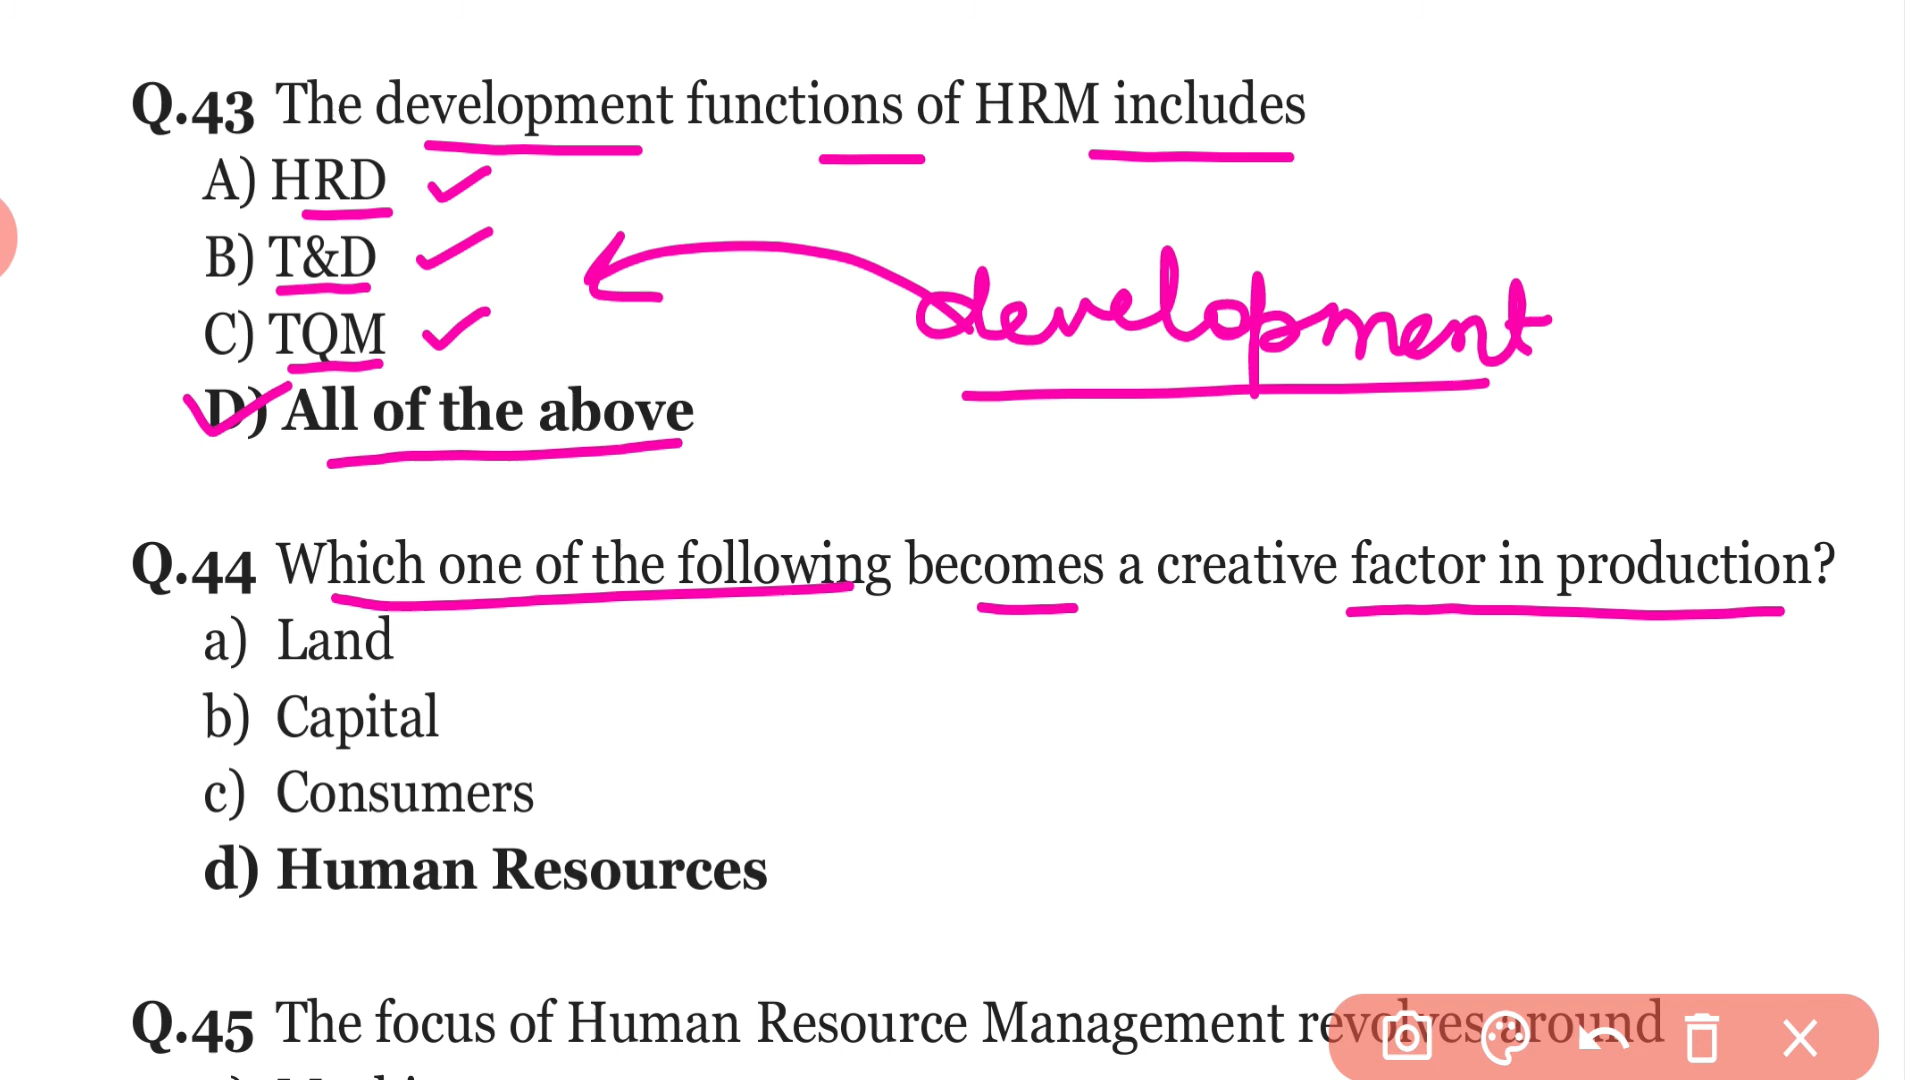 Q.43 The development functions of HRM includes
A) HRD
B) T&D
C) TQM
development
D) All of the above
Q.44 Which one of the following becomes a creative factor in production?
a) Land
b) Capital
c) Consumers
d) Human Resources
Q.45 The focus of Human Resource Management revolves around